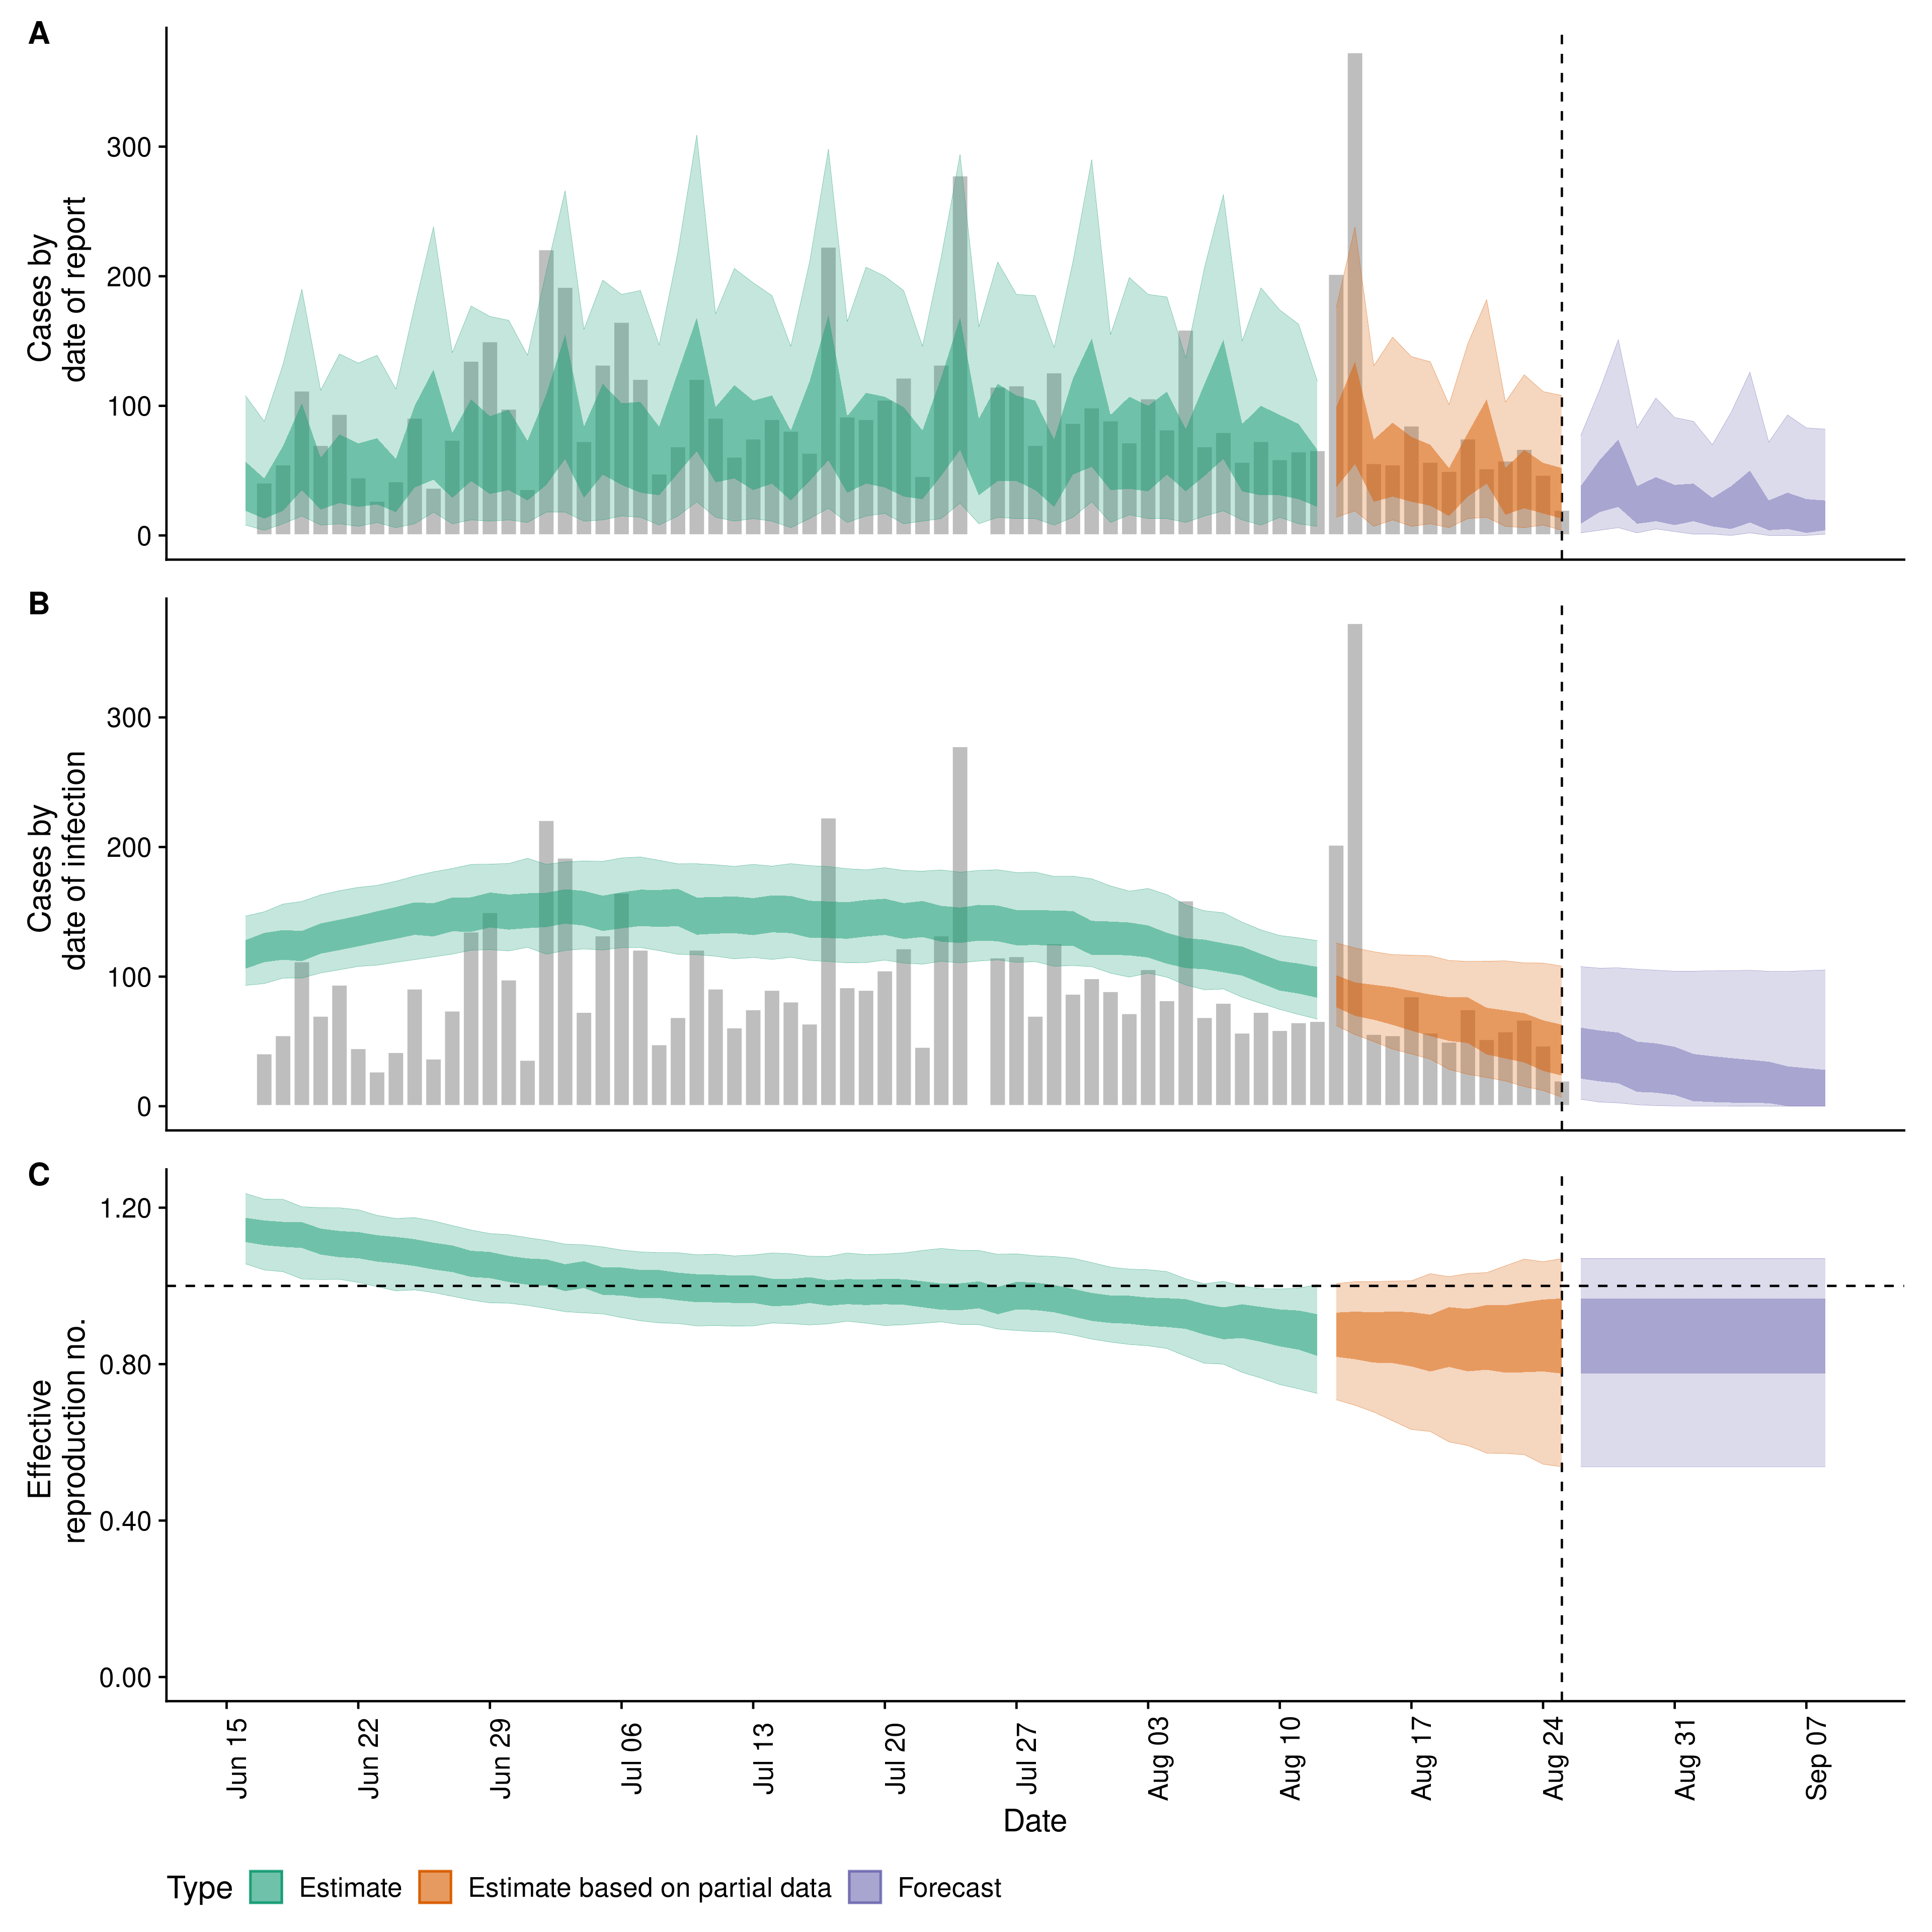 A
Cases by
date of report
300
200
100
0
B
Cases by
date of infection
300
200
100
0
C
Effective
reproduction no.
1.20
0.80
0.40
0.00
Jun 15
Jun 22
Jun 29
Jul 06
Jul 13
Jul 20
Jul 27
Aug 03
Aug 10
Aug 17
Aug 24
Aug 31
Sep 07
Date
Type Estimate Estimate based on partial data Forecast